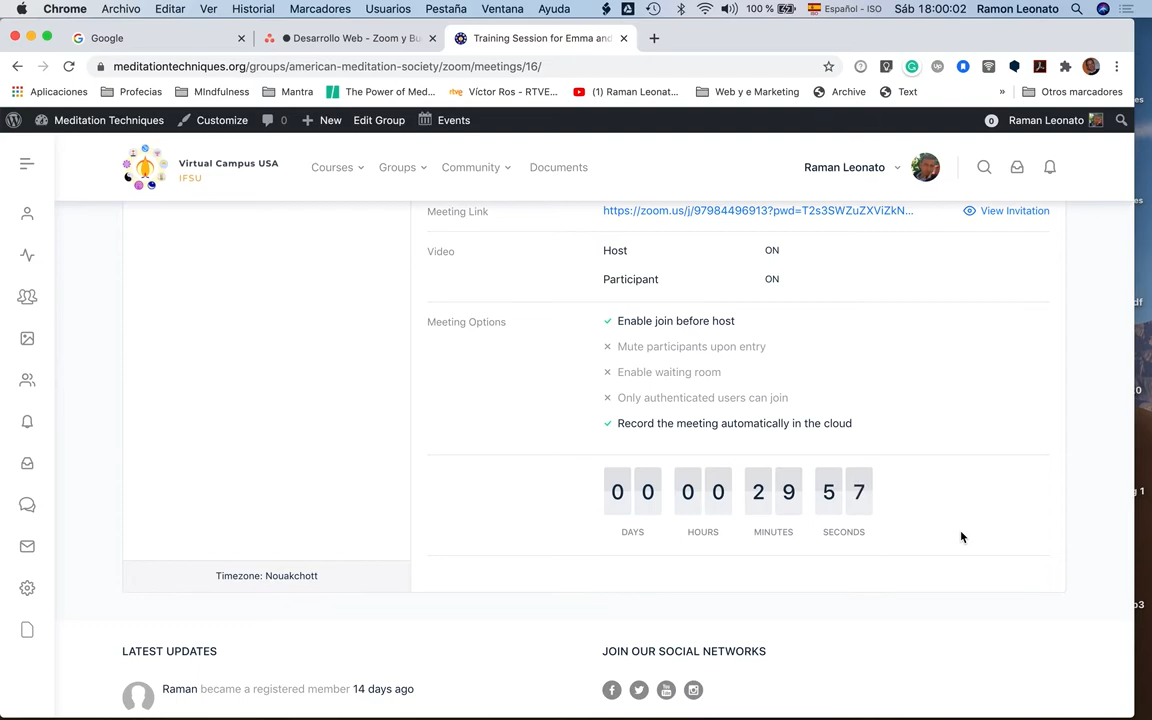 Chrome Archivo Editar Ver Historial Marcadores Usuarios Pestaña Ventana Ayuda 100 % Español - ISO Sáb 18:00:02 Ramon Leonato
Google Desarrollo Web - Zoom y Bu Training Session for Emma and
meditationtechniques.org/groups/american-meditation-society/zoom/meetings/16/
Aplicaciones Profecias MIndfulness Mantra The Power of Med... Víctor Ros - RTVE... (1) Raman Leonat... Web y e Marketing Archive Text » Otros marcadores
Meditation Techniques Customize 0 New Edit Group Events 0 Raman Leonato
Virtual Campus USA
IFSU
Courses Groups Community Documents Raman Leonato
Meeting Link https://zoom.us/j/97984496913?pwd=T2s3SWZuZXViZkN... View Invitation
Video Host ON
Participant ON
Meeting Options Enable join before host
Mute participants upon entry
Enable waiting room
Only authenticated users can join
Record the meeting automatically in the cloud
0 0 0 0 2 9 5 7
DAYS HOURS MINUTES SECONDS
Timezone: Nouakchott
LATEST UPDATES JOIN OUR SOCIAL NETWORKS
Raman became a registered member 14 days ago